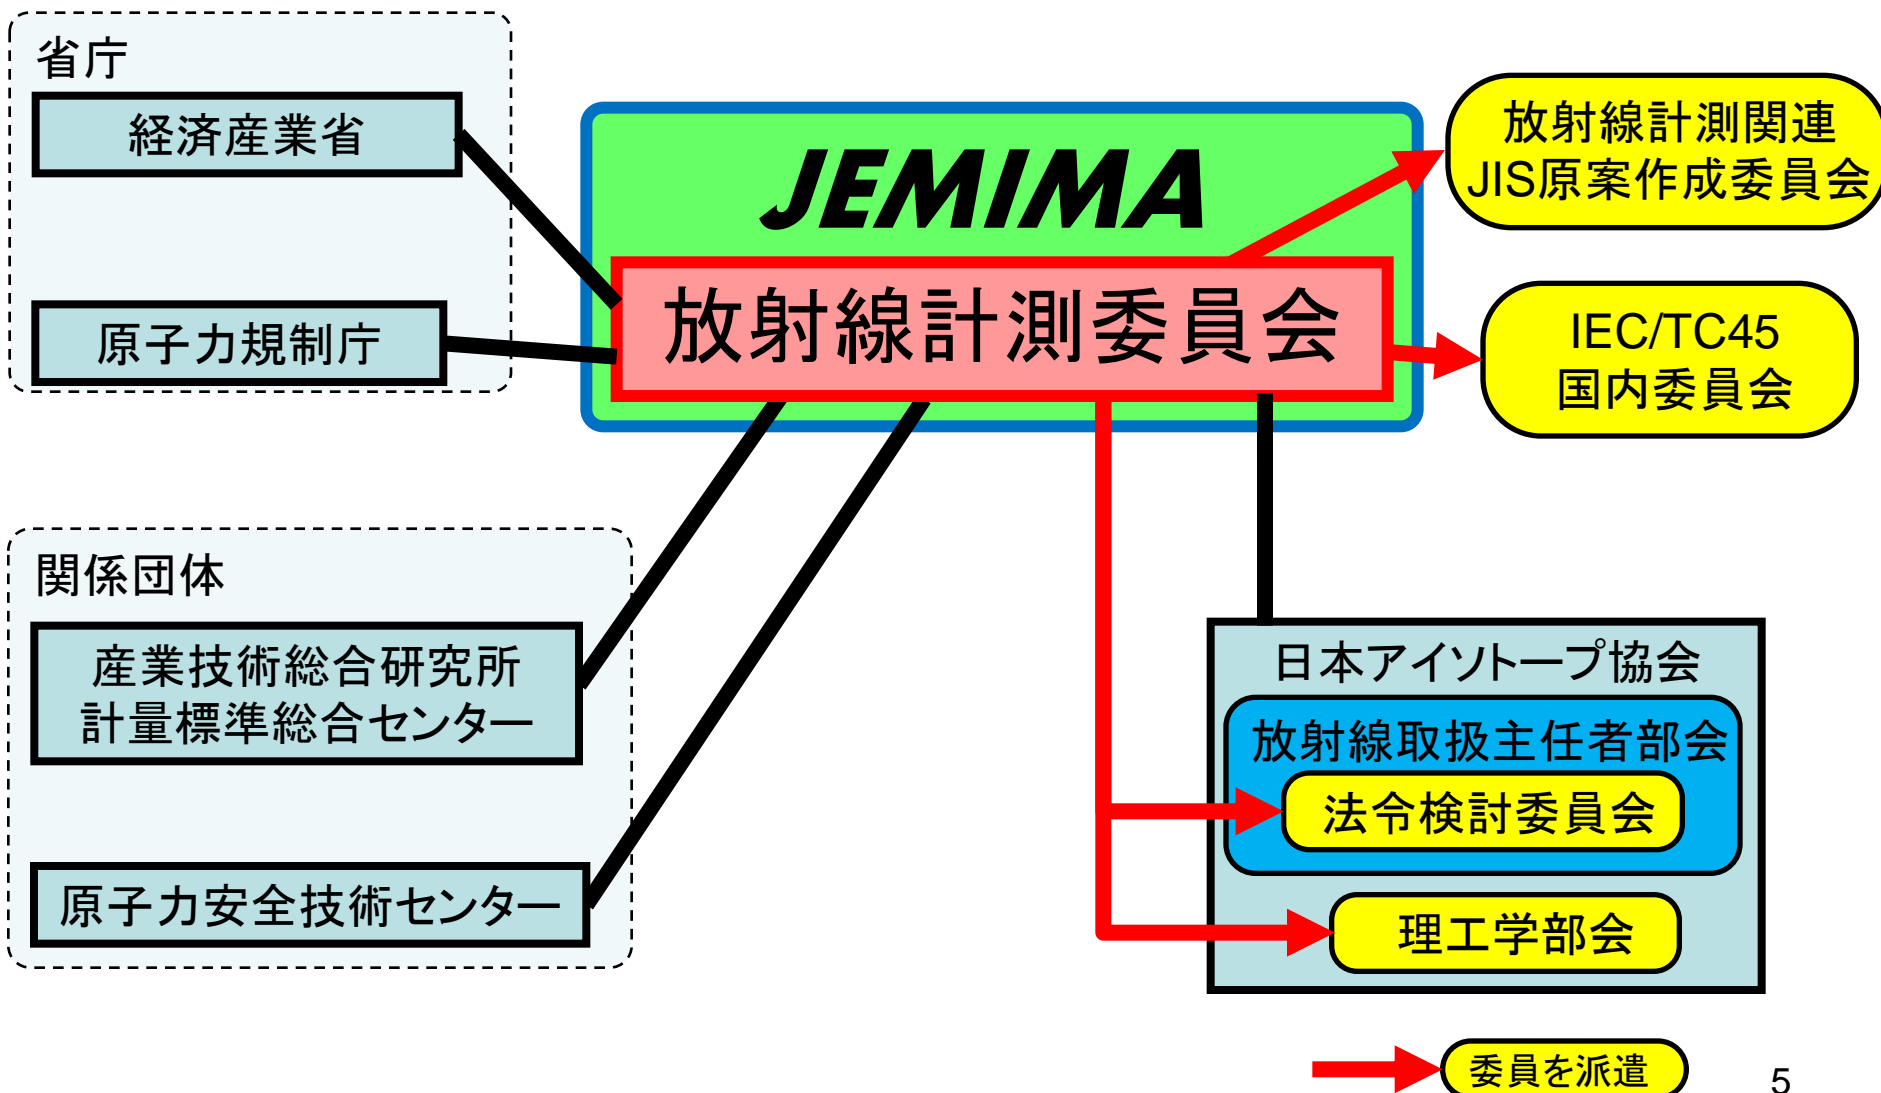 省庁
経済産業省
原子力規制庁
JEMIMA
放射線計測委員会
放射線計測関連
JIS原案作成委員会
IEC/TC45
国内委員会
関係団体
産業技術総合研究所
計量標準総合センター
原子力安全技術センター
日本アイソトープ協会
放射線取扱主任者部会
法令検討委員会
理工学部会
委員を派遣
5